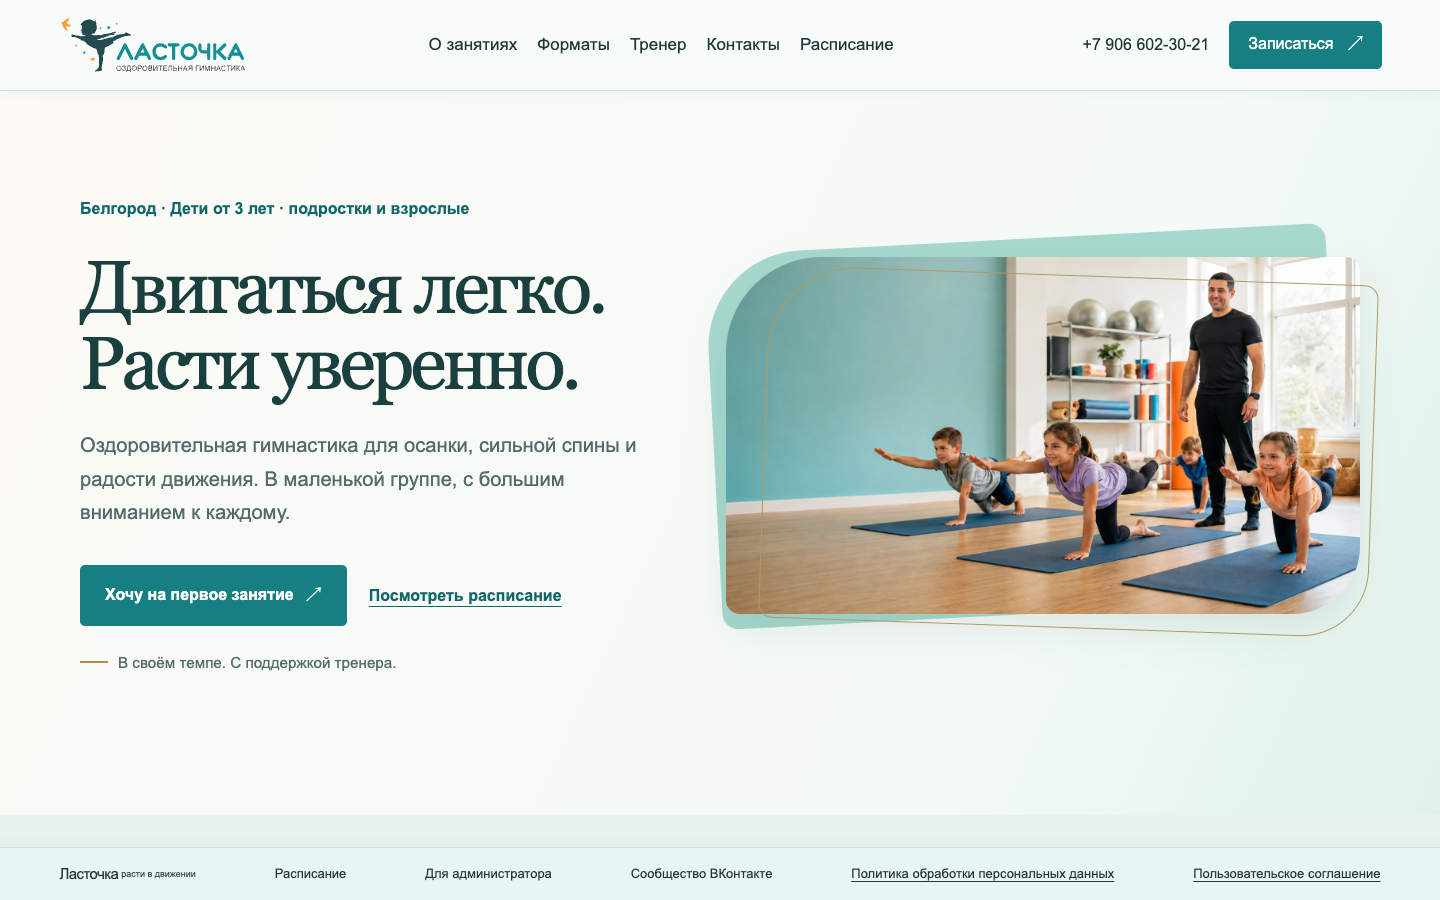 ЛАСТОЧКА
ОЗДОРОВИТЕЛЬНАЯ ГИМНАСТИКА
О занятиях
Форматы
Тренер
Контакты
Расписание
+7 906 602-30-21
Записаться
Белгород · Дети от 3 лет · подростки и взрослые
Двигаться легко.
Расти уверенно.
Оздоровительная гимнастика для осанки, сильной спины и
радости движения. В маленькой группе, с большим
вниманием к каждому.
Хочу на первое занятие
Посмотреть расписание
В своём темпе. С поддержкой тренера.
Ласточка расти в движении
Расписание
Для администратора
Сообщество ВКонтакте
Политика обработки персональных данных
Пользовательское соглашение